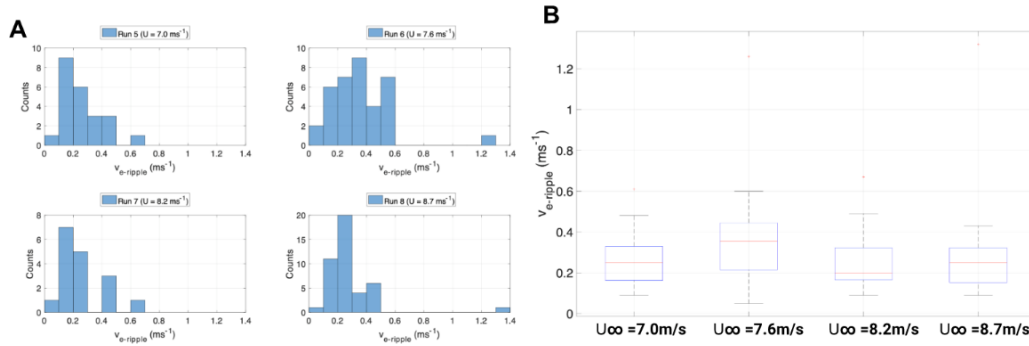 A
Run 5 (U = 7.0 ms⁻¹)
10
8
6
4
2
0
Counts
0 0.2 0.4 0.6 0.8 1 1.2 1.4
v e-ripple (ms⁻¹)
Run 6 (U = 7.6 ms⁻¹)
10
8
6
4
2
0
Counts
0 0.2 0.4 0.6 0.8 1 1.2 1.4
v e-ripple (ms⁻¹)
Run 7 (U = 8.2 ms⁻¹)
8
6
4
2
0
Counts
0 0.2 0.4 0.6 0.8 1 1.2 1.4
v e-ripple (ms⁻¹)
Run 8 (U = 8.7 ms⁻¹)
20
15
10
5
0
Counts
0 0.2 0.4 0.6 0.8 1 1.2 1.4
v e-ripple (ms⁻¹)
B
1.2
1
0.8
0.6
0.4
0.2
0
v e-ripple (ms⁻¹)
U∞ =7.0m/s U∞ =7.6m/s U∞ =8.2m/s U∞ =8.7m/s